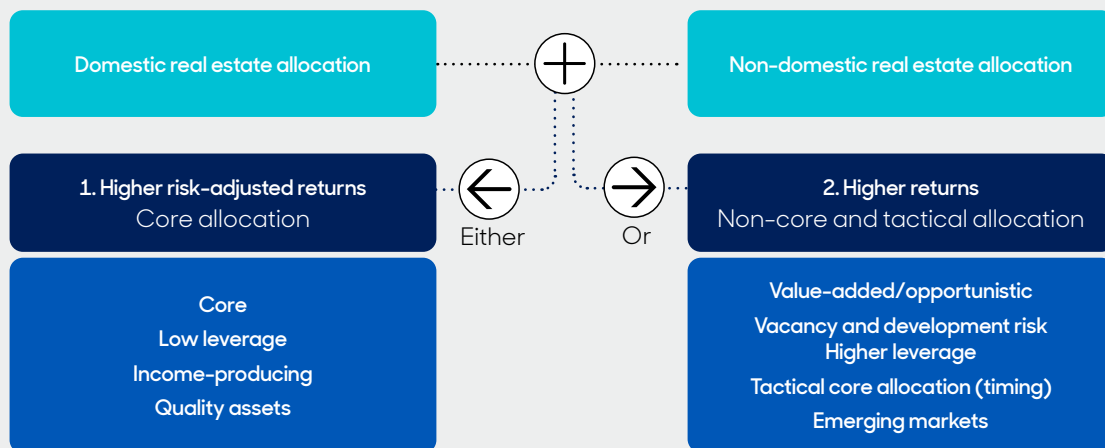 Domestic real estate allocation
Non-domestic real estate allocation
1. Higher risk-adjusted returns
Core allocation
Either
Or
2. Higher returns
Non-core and tactical allocation
Core
Low leverage
Income-producing
Quality assets
Value-added/opportunistic
Vacancy and development risk
Higher leverage
Tactical core allocation (timing)
Emerging markets